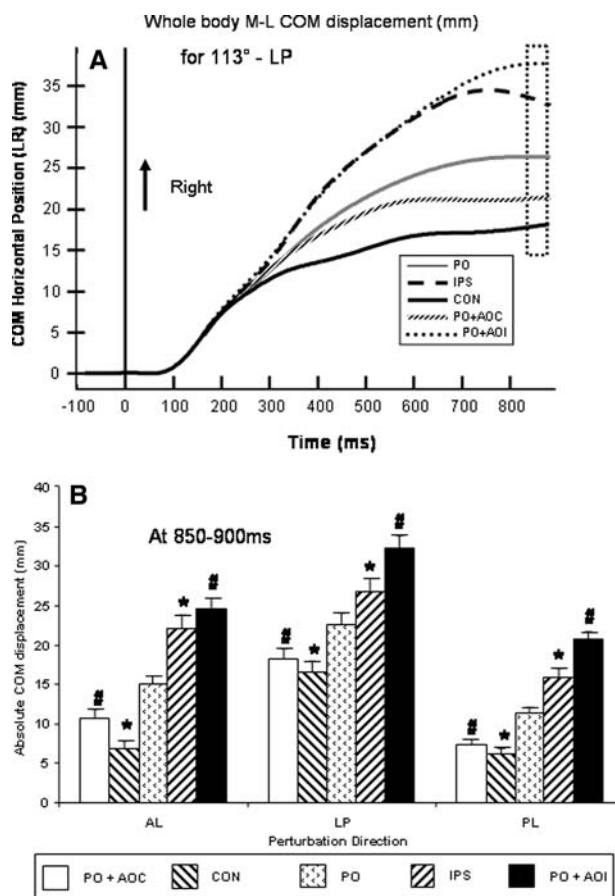 Whole body M-L COM displacement (mm)
A
for 113° - LP
COM Horizontal Position (LR) (mm)
35
30
25
20
15
10
5
0
Right
PO
IPS
CON
PO+AOC
PO+AOI
-100 0 100 200 300 400 500 600 700 800
Time (ms)
B
At 850-900ms
Absolute COM displacement (mm)
40
35
30
25
20
15
10
5
0
# * * #
# * * #
# * * #
AL LP PL
Perturbation Direction
PO + AOC CON PO IPS PO + AOI